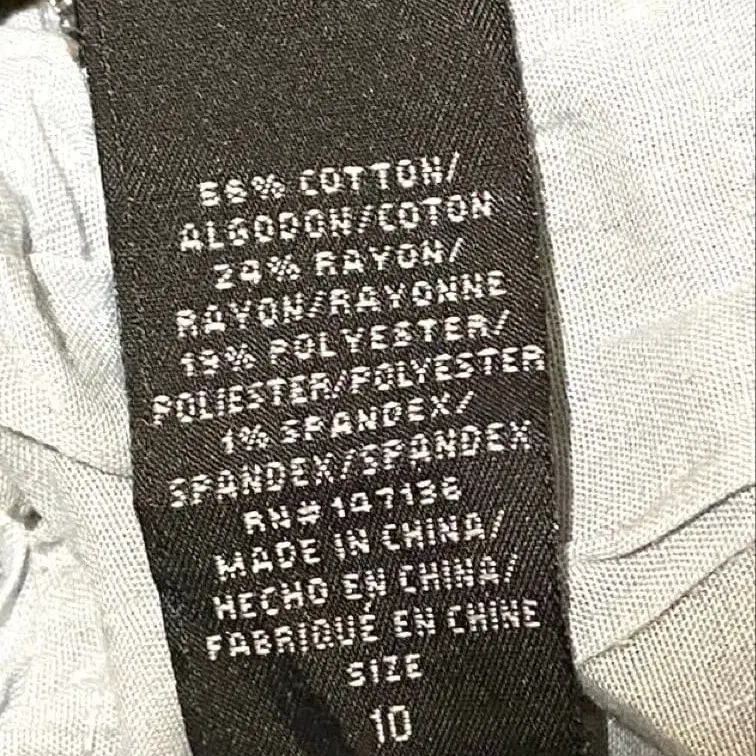 56% COTTON/
ALGODON/COTON
24% RAYON/
RAYON/RAYONNE
19% POLYESTER/
POLIESTER/POLYESTER
1% SPANDEX/
SPANDEX/SPANDEX
RN# 147136
MADE IN CHINA/
HECHO EN CHINA/
FABRIQUÉ EN CHINE
SIZE
10